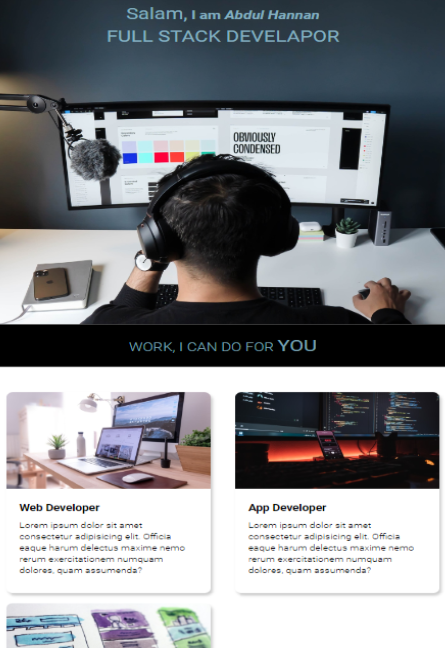 Salam, I am Abdul Hannan
FULL STACK DEVELAPOR
OBVIOUSLY
CONDENSED
WORK, I CAN DO FOR YOU
Web Developer
Lorem ipsum dolor sit amet
consectetur adipisicing elit. Officia
eaque harum delectus maxime nemo
rerum exercitationem numquam
dolores, quam assumenda?
App Developer
Lorem ipsum dolor sit amet
consectetur adipisicing elit. Officia
eaque harum delectus maxime nemo
rerum exercitationem numquam
dolores, quam assumenda?